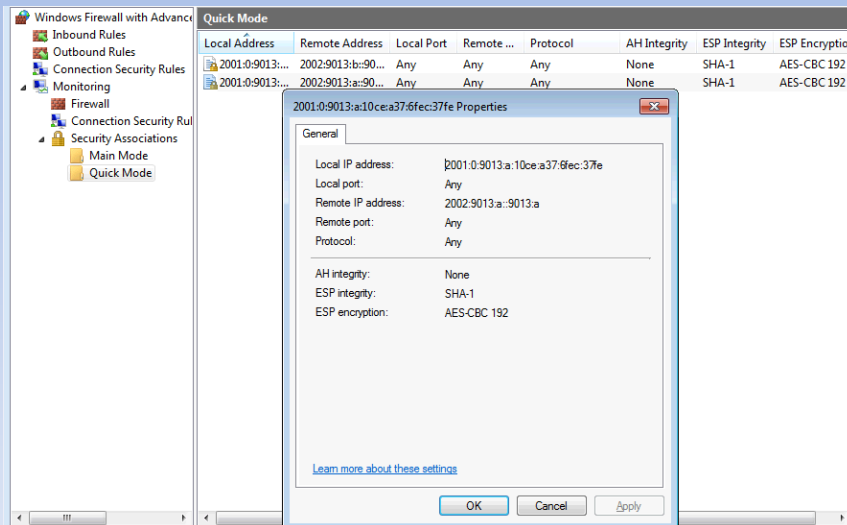 Windows Firewall with Advance
Inbound Rules
Outbound Rules
Connection Security Rules
Monitoring
Firewall
Connection Security Rul
Security Associations
Main Mode
Quick Mode
Quick Mode
Local Address Remote Address Local Port Remote ... Protocol AH Integrity ESP Integrity ESP Encryptio
2001:0:9013:... 2002:9013:b::90... Any Any Any None SHA-1 AES-CBC 192
2001:0:9013:... 2002:9013:a::90... Any Any Any None SHA-1 AES-CBC 192
2001:0:9013:a:10ce:a37:6fec:37fe Properties
General
Local IP address: 2001:0:9013:a:10ce:a37:6fec:37fe
Local port: Any
Remote IP address: 2002:9013:a::9013:a
Remote port: Any
Protocol: Any
AH integrity: None
ESP integrity: SHA-1
ESP encryption: AES-CBC 192
Learn more about these settings
OK Cancel Apply